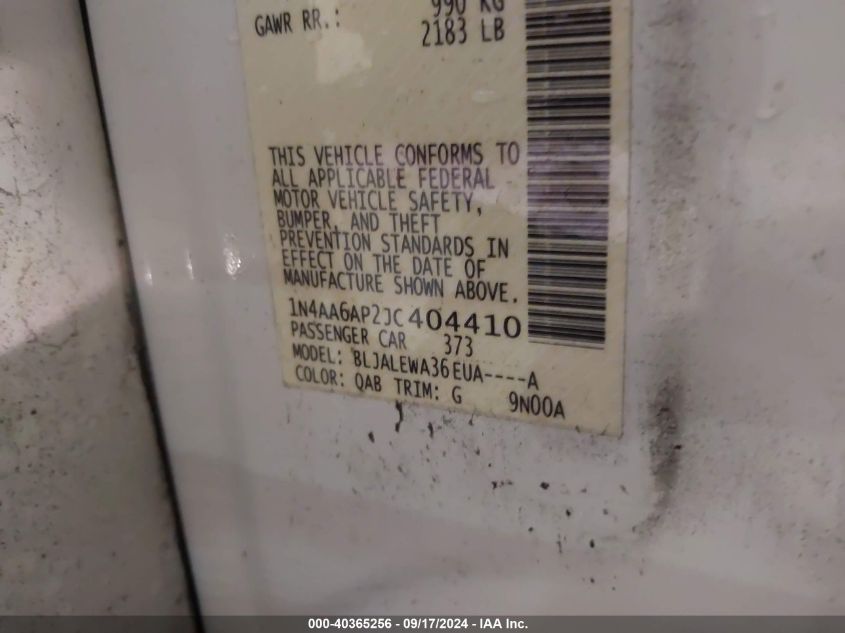 990 KG
GAWR RR.: 2183 LB
THIS VEHICLE CONFORMS TO
ALL APPLICABLE FEDERAL
MOTOR VEHICLE SAFETY,
BUMPER, AND THEFT
PREVENTION STANDARDS IN
EFFECT ON THE DATE OF
MANUFACTURE SHOWN ABOVE.
1N4AA6AP2JC404410
PASSENGER CAR 373
MODEL: BLJALEWA36EUA----A
COLOR: QAB TRIM: G 9N00A
000-40365256 - 09/17/2024 - IAA Inc.